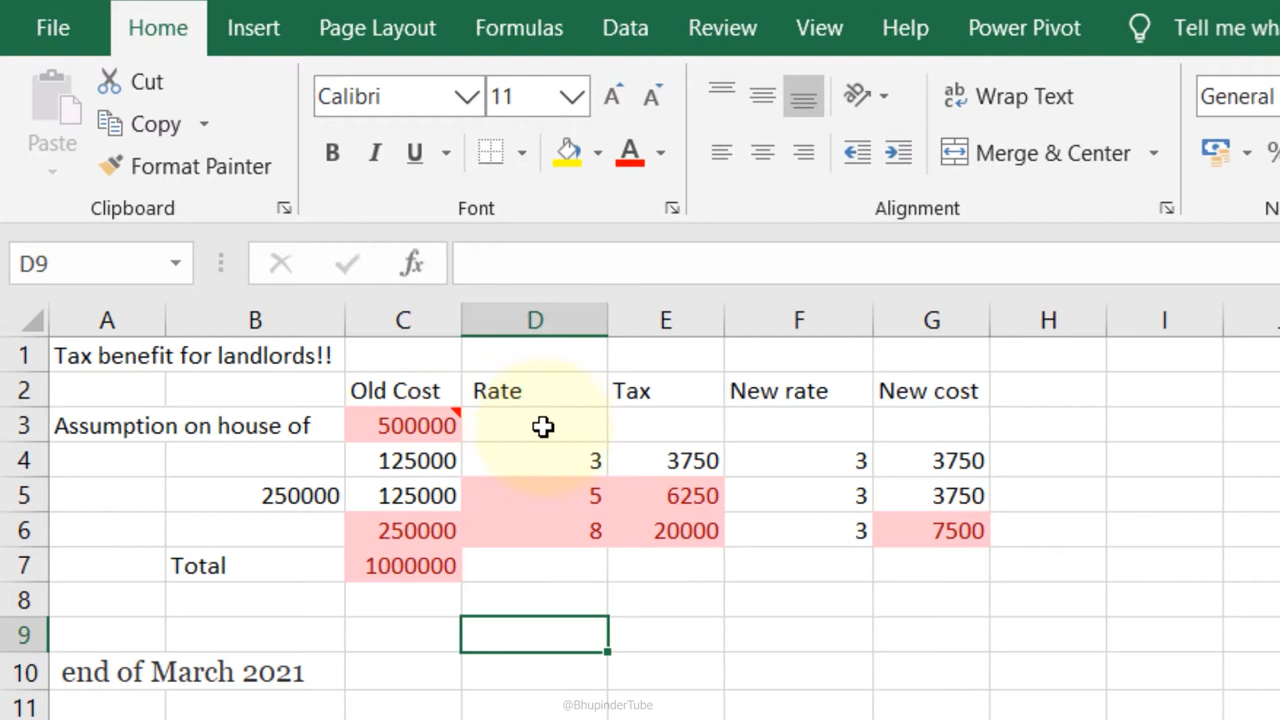 File Home Insert Page Layout Formulas Data Review View Help Power Pivot Tell me
Cut
Copy
Paste
Format Painter
Clipboard
Calibri 11
B I U A
Font
Wrap Text
Merge & Center
Alignment
General
%
D9 fx
A B C D E F G H I
1 Tax benefit for landlords!!
2 Old Cost Rate Tax New rate New cost
3 Assumption on house of 500000
4 125000 3 3750 3 3750
5 250000 125000 5 6250 3 3750
6 250000 8 20000 3 7500
7 Total 1000000
8
9
10 end of March 2021
11
@BhupinderTube